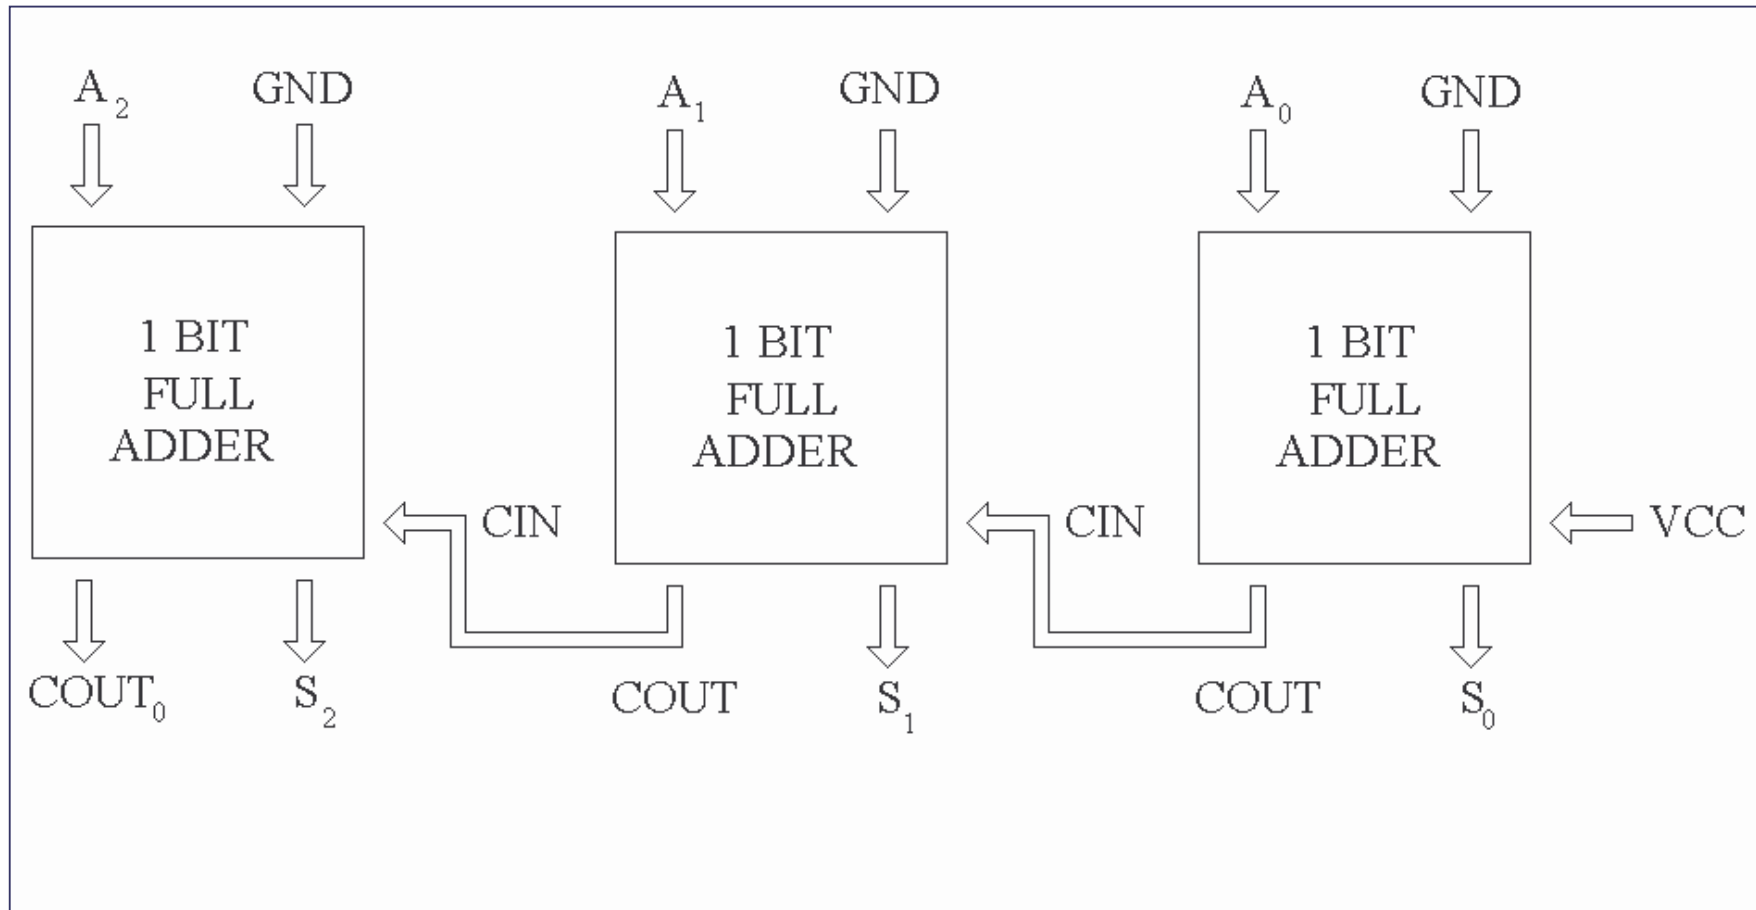 A2 GND A1 GND A0 GND
1 BIT
FULL
ADDER
1 BIT
FULL
ADDER
1 BIT
FULL
ADDER
CIN CIN VCC
COUT0 S2 COUT S1 COUT S0